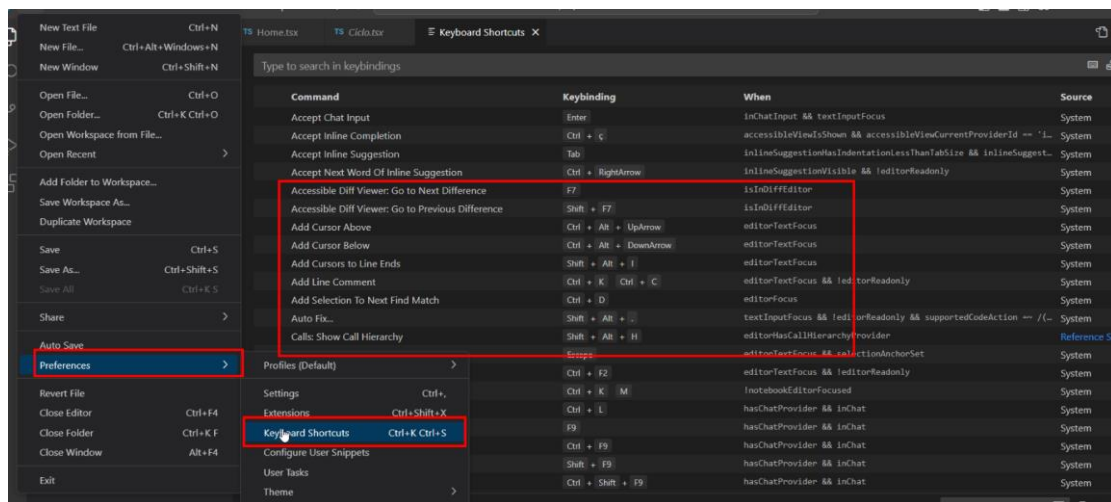 New Text File Ctrl+N
New File... Ctrl+Alt+Windows+N
New Window Ctrl+Shift+N
Open File... Ctrl+O
Open Folder... Ctrl+K Ctrl+O
Open Workspace from File...
Open Recent
Add Folder to Workspace...
Save Workspace As...
Duplicate Workspace
Save Ctrl+S
Save As... Ctrl+Shift+S
Save All Ctrl+K S
Share
Auto Save
Preferences
Revert File
Close Editor Ctrl+F4
Close Folder Ctrl+K F
Close Window Alt+F4
Exit
Profiles (Default)
Settings Ctrl+,
Extensions Ctrl+Shift+X
Keyboard Shortcuts Ctrl+K Ctrl+S
Configure User Snippets
User Tasks
Theme
TS Home.tsx TS Ciclo.tsx Keyboard Shortcuts
Type to search in keybindings
Command Keybinding When Source
Accept Chat Input Enter inChatInput && textInputFocus System
Accept Inline Completion Ctrl + ç accessibleViewIsShown && accessibleViewCurrentProviderId == 'i… System
Accept Inline Suggestion Tab inlineSuggestionHasIndentationLessThanTabSize && inlineSuggest… System
Accept Next Word Of Inline Suggestion Ctrl + RightArrow inlineSuggestionVisible && !editorReadonly System
Accessible Diff Viewer: Go to Next Difference F7 isInDiffEditor System
Accessible Diff Viewer: Go to Previous Difference Shift + F7 isInDiffEditor System
Add Cursor Above Ctrl + Alt + UpArrow editorTextFocus System
Add Cursor Below Ctrl + Alt + DownArrow editorTextFocus System
Add Cursors to Line Ends Shift + Alt + I editorTextFocus System
Add Line Comment Ctrl + K Ctrl + C editorTextFocus && !editorReadonly System
Add Selection To Next Find Match Ctrl + D editorFocus System
Auto Fix... Shift + Alt + . textInputFocus && !editorReadonly && supportedCodeAction =~ /(… System
Calls: Show Call Hierarchy Shift + Alt + H editorHasCallHierarchyProvider Reference S
Escape editorTextFocus && selectionAnchorSet System
Ctrl + F2 editorTextFocus && !editorReadonly System
Ctrl + K M !notebookEditorFocused System
Ctrl + L hasChatProvider && inChat System
F9 hasChatProvider && inChat System
Ctrl + F9 hasChatProvider && inChat System
Shift + F9 hasChatProvider && inChat System
Ctrl + Shift + F9 hasChatProvider && inChat System